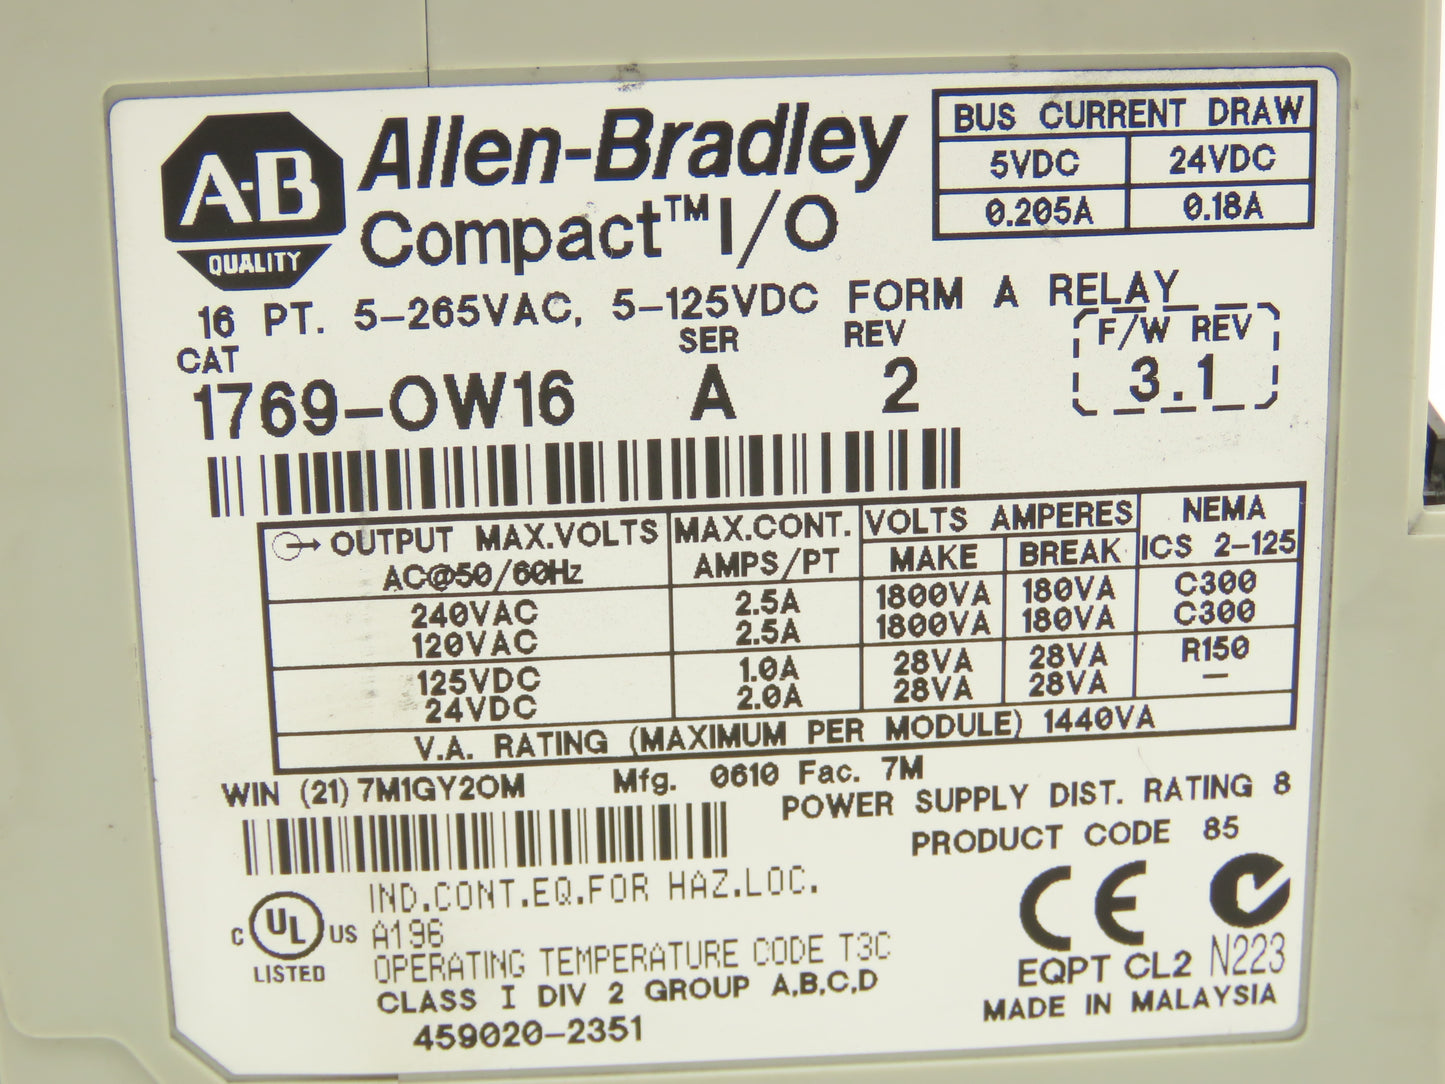 A-B
QUALITY
Allen-Bradley
Compact™ I/O
BUS CURRENT DRAW
5VDC 24VDC
0.205A 0.18A
16 PT. 5-265VAC, 5-125VDC FORM A RELAY
CAT SER REV F/W REV
1769-OW16 A 2 3.1
OUTPUT MAX.VOLTS AC@50/60Hz
MAX.CONT. AMPS/PT
VOLTS AMPERES
MAKE BREAK
NEMA ICS 2-125
240VAC 2.5A 1800VA 180VA C300
120VAC 2.5A 1800VA 180VA C300
125VDC 1.0A 28VA 28VA R150
24VDC 2.0A 28VA 28VA —
V.A. RATING (MAXIMUM PER MODULE) 1440VA
WIN (21) 7M1GY2OM Mfg. 0610 Fac. 7M
POWER SUPPLY DIST. RATING 8
PRODUCT CODE 85
C UL US
LISTED
IND.CONT.EQ.FOR HAZ.LOC.
A196
OPERATING TEMPERATURE CODE T3C
CLASS I DIV 2 GROUP A,B,C,D
459020-2351
CE
EQPT CL2 N223
MADE IN MALAYSIA